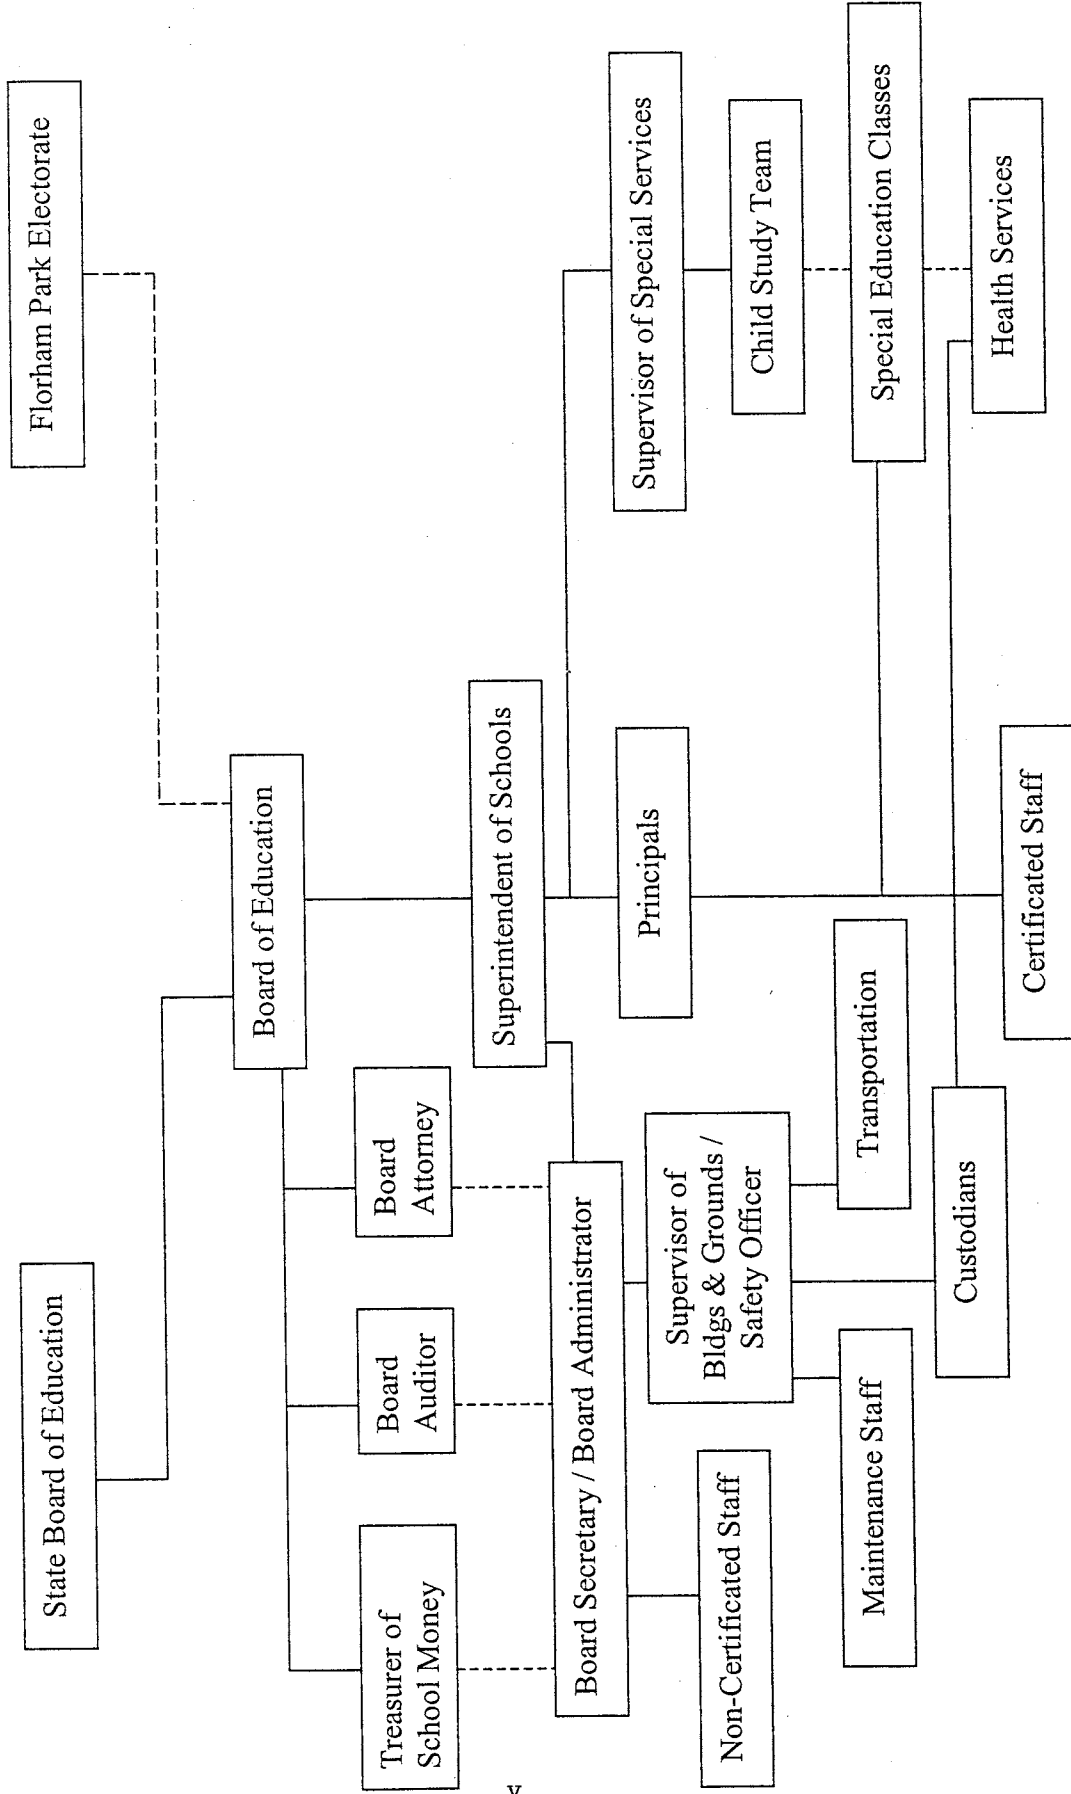 State Board of Education
Florham Park Electorate
Board of Education
Treasurer of
School Money
Board
Auditor
Board
Attorney
Superintendent of Schools
Board Secretary / Board Administrator
Principals
Supervisor of Special Services
Non-Certificated Staff
Supervisor of
Bldgs & Grounds /
Safety Officer
Child Study Team
Maintenance Staff
Transportation
Special Education Classes
Custodians
Certificated Staff
Health Services
v